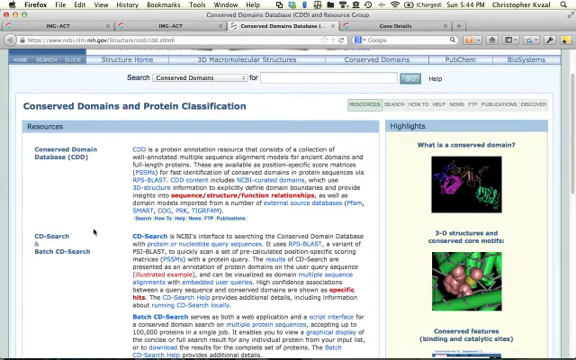 Firefox File Edit View History Bookmarks Tools Window Help (Charged) Sun 5:44 PM Christopher Kvaal
Conserved Domains Database (CDD) and Resource Group
IMG-ACT
IMG-ACT
Conserved Domains Database (...
Gene Details
https://www.ncbi.nlm.nih.gov/Structure/cdd/cdd.shtml
Google
HOME SEARCH GUIDE Structure Home 3D Macromolecular Structures Conserved Domains PubChem BioSystems
Search Conserved Domains for GO Help
Conserved Domains and Protein Classification
RESOURCES SEARCH HOW TO HELP NEWS FTP PUBLICATIONS DISCOVER
Resources
Conserved Domain
Database (CDD)
CDD is a protein annotation resource that consists of a collection of
well-annotated multiple sequence alignment models for ancient domains and
full-length proteins. These are available as position-specific score matrices
(PSSMs) for fast identification of conserved domains in protein sequences via
RPS-BLAST. CDD content includes NCBI-curated domains, which use
3D-structure information to explicitly define domain boundaries and provide
insights into sequence/structure/function relationships, as well as
domain models imported from a number of external source databases (Pfam,
SMART, COG, PRK, TIGRFAM).
Search How To Help News FTP Publications
CD-Search
&
Batch CD-Search
CD-Search is NCBI's interface to searching the Conserved Domain Database
with protein or nucleotide query sequences. It uses RPS-BLAST, a variant of
PSI-BLAST, to quickly scan a set of pre-calculated position-specific scoring
matrices (PSSMs) with a protein query. The results of CD-Search are
presented as an annotation of protein domains on the user query sequence
(illustrated example), and can be visualized as domain multiple sequence
alignments with embedded user queries. High confidence associations
between a query sequence and conserved domains are shown as specific
hits. The CD-Search Help provides additional details, including information
about running CD-Search locally.
Batch CD-Search serves as both a web application and a script interface for
a conserved domain search on multiple protein sequences, accepting up to
100,000 proteins in a single job. It enables you to view a graphical display of
the concise or full search result for any individual protein from your input list,
or to download the results for the complete set of proteins. The Batch
CD-Search Help provides additional details.
Highlights
What is a conserved domain?
3-D structures and
conserved core motifs:
Conserved features
(binding and catalytic sites)